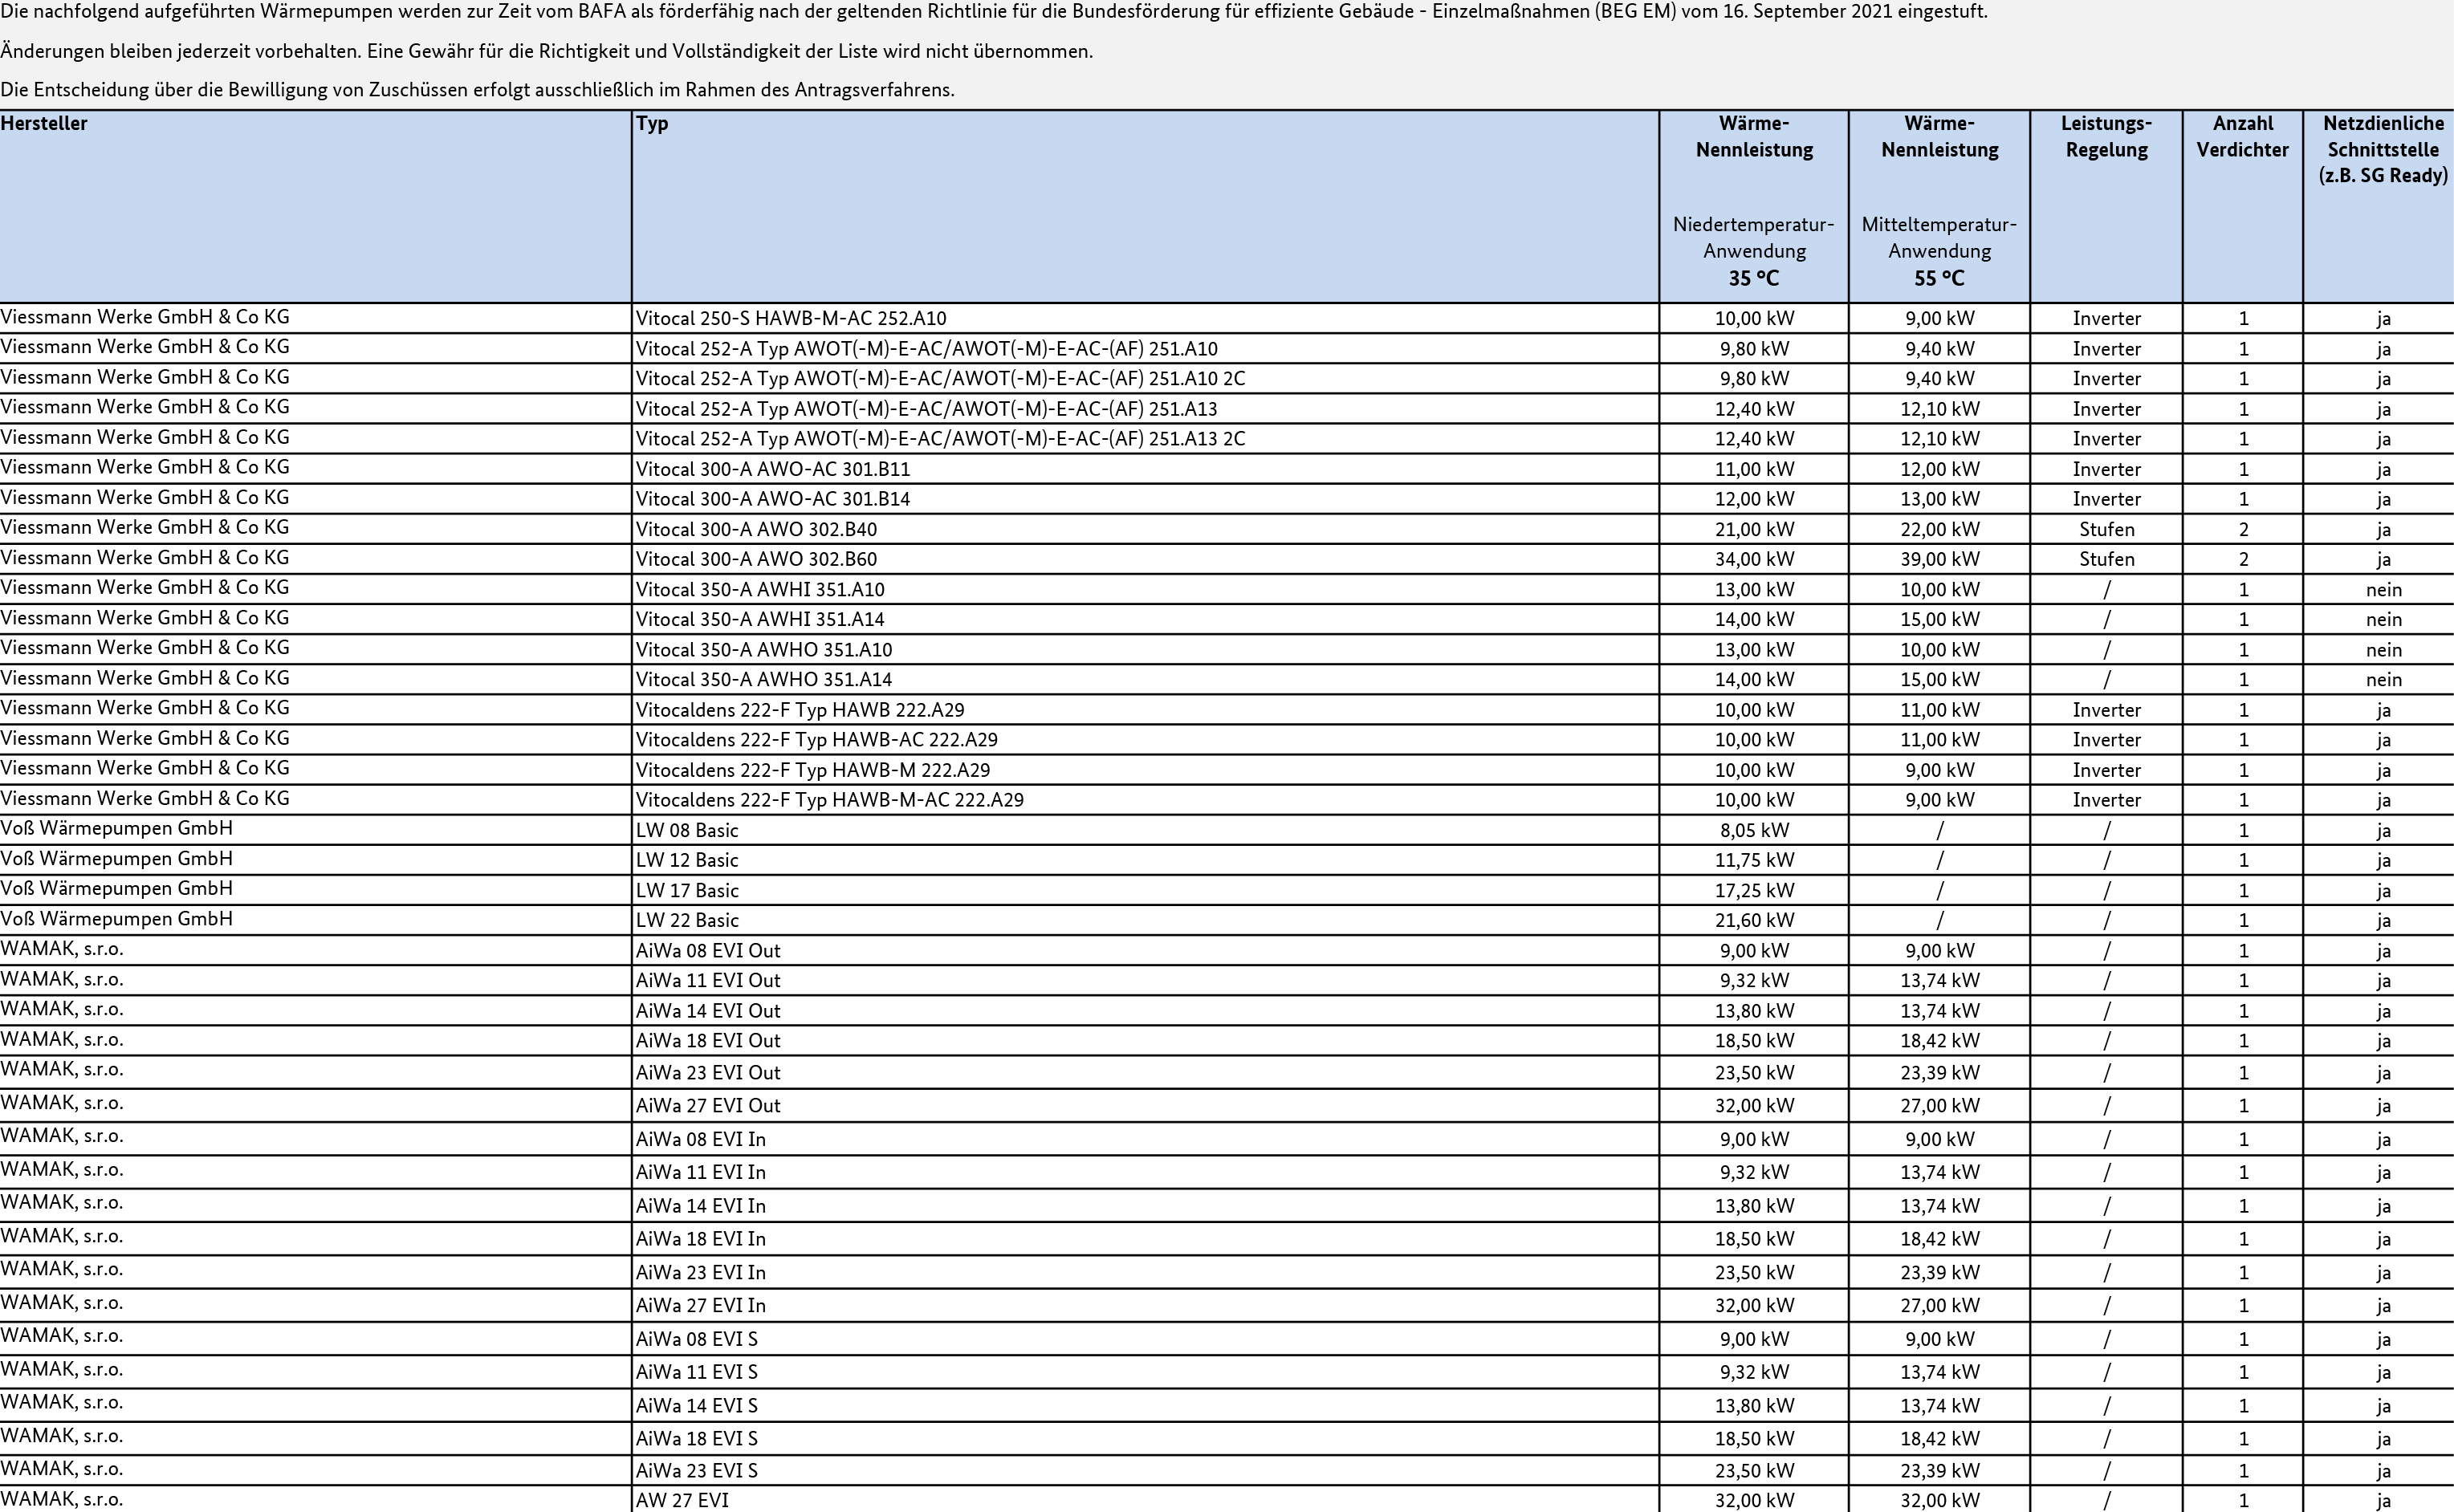 Die nachfolgend aufgeführten Wärmepumpen werden zur Zeit vom BAFA als förderfähig nach der geltenden Richtlinie für die Bundesförderung für effiziente Gebäude - Einzelmaßnahmen (BEG EM) vom 16. September 2021 eingestuft.
Änderungen bleiben jederzeit vorbehalten. Eine Gewähr für die Richtigkeit und Vollständigkeit der Liste wird nicht übernommen.
Die Entscheidung über die Bewilligung von Zuschüssen erfolgt ausschließlich im Rahmen des Antragsverfahrens.
Hersteller Typ Wärme- Wärme- Leistungs- Anzahl Netzdienliche
Nennleistung Nennleistung Regelung Verdichter Schnittstelle
(z.B. SG Ready)
Niedertemperatur- Mitteltemperatur-
Anwendung Anwendung
35 °C 55 °C
Viessmann Werke GmbH & Co KG Vitocal 250-S HAWB-M-AC 252.A10 10,00 kW 9,00 kW Inverter 1 ja
Viessmann Werke GmbH & Co KG Vitocal 252-A Typ AWOT(-M)-E-AC/AWOT(-M)-E-AC-(AF) 251.A10 9,80 kW 9,40 kW Inverter 1 ja
Viessmann Werke GmbH & Co KG Vitocal 252-A Typ AWOT(-M)-E-AC/AWOT(-M)-E-AC-(AF) 251.A10 2C 9,80 kW 9,40 kW Inverter 1 ja
Viessmann Werke GmbH & Co KG Vitocal 252-A Typ AWOT(-M)-E-AC/AWOT(-M)-E-AC-(AF) 251.A13 12,40 kW 12,10 kW Inverter 1 ja
Viessmann Werke GmbH & Co KG Vitocal 252-A Typ AWOT(-M)-E-AC/AWOT(-M)-E-AC-(AF) 251.A13 2C 12,40 kW 12,10 kW Inverter 1 ja
Viessmann Werke GmbH & Co KG Vitocal 300-A AWO-AC 301.B11 11,00 kW 12,00 kW Inverter 1 ja
Viessmann Werke GmbH & Co KG Vitocal 300-A AWO-AC 301.B14 12,00 kW 13,00 kW Inverter 1 ja
Viessmann Werke GmbH & Co KG Vitocal 300-A AWO 302.B40 21,00 kW 22,00 kW Stufen 2 ja
Viessmann Werke GmbH & Co KG Vitocal 300-A AWO 302.B60 34,00 kW 39,00 kW Stufen 2 ja
Viessmann Werke GmbH & Co KG Vitocal 350-A AWHI 351.A10 13,00 kW 10,00 kW / 1 nein
Viessmann Werke GmbH & Co KG Vitocal 350-A AWHI 351.A14 14,00 kW 15,00 kW / 1 nein
Viessmann Werke GmbH & Co KG Vitocal 350-A AWHO 351.A10 13,00 kW 10,00 kW / 1 nein
Viessmann Werke GmbH & Co KG Vitocal 350-A AWHO 351.A14 14,00 kW 15,00 kW / 1 nein
Viessmann Werke GmbH & Co KG Vitocaldens 222-F Typ HAWB 222.A29 10,00 kW 11,00 kW Inverter 1 ja
Viessmann Werke GmbH & Co KG Vitocaldens 222-F Typ HAWB-AC 222.A29 10,00 kW 11,00 kW Inverter 1 ja
Viessmann Werke GmbH & Co KG Vitocaldens 222-F Typ HAWB-M 222.A29 10,00 kW 9,00 kW Inverter 1 ja
Viessmann Werke GmbH & Co KG Vitocaldens 222-F Typ HAWB-M-AC 222.A29 10,00 kW 9,00 kW Inverter 1 ja
Voß Wärmepumpen GmbH LW 08 Basic 8,05 kW / / 1 ja
Voß Wärmepumpen GmbH LW 12 Basic 11,75 kW / / 1 ja
Voß Wärmepumpen GmbH LW 17 Basic 17,25 kW / / 1 ja
Voß Wärmepumpen GmbH LW 22 Basic 21,60 kW / / 1 ja
WAMAK, s.r.o. AiWa 08 EVI Out 9,00 kW 9,00 kW / 1 ja
WAMAK, s.r.o. AiWa 11 EVI Out 9,32 kW 13,74 kW / 1 ja
WAMAK, s.r.o. AiWa 14 EVI Out 13,80 kW 13,74 kW / 1 ja
WAMAK, s.r.o. AiWa 18 EVI Out 18,50 kW 18,42 kW / 1 ja
WAMAK, s.r.o. AiWa 23 EVI Out 23,50 kW 23,39 kW / 1 ja
WAMAK, s.r.o. AiWa 27 EVI Out 32,00 kW 27,00 kW / 1 ja
WAMAK, s.r.o. AiWa 08 EVI In 9,00 kW 9,00 kW / 1 ja
WAMAK, s.r.o. AiWa 11 EVI In 9,32 kW 13,74 kW / 1 ja
WAMAK, s.r.o. AiWa 14 EVI In 13,80 kW 13,74 kW / 1 ja
WAMAK, s.r.o. AiWa 18 EVI In 18,50 kW 18,42 kW / 1 ja
WAMAK, s.r.o. AiWa 23 EVI In 23,50 kW 23,39 kW / 1 ja
WAMAK, s.r.o. AiWa 27 EVI In 32,00 kW 27,00 kW / 1 ja
WAMAK, s.r.o. AiWa 08 EVI S 9,00 kW 9,00 kW / 1 ja
WAMAK, s.r.o. AiWa 11 EVI S 9,32 kW 13,74 kW / 1 ja
WAMAK, s.r.o. AiWa 14 EVI S 13,80 kW 13,74 kW / 1 ja
WAMAK, s.r.o. AiWa 18 EVI S 18,50 kW 18,42 kW / 1 ja
WAMAK, s.r.o. AiWa 23 EVI S 23,50 kW 23,39 kW / 1 ja
WAMAK, s.r.o. AW 27 EVI 32,00 kW 32,00 kW / 1 ja